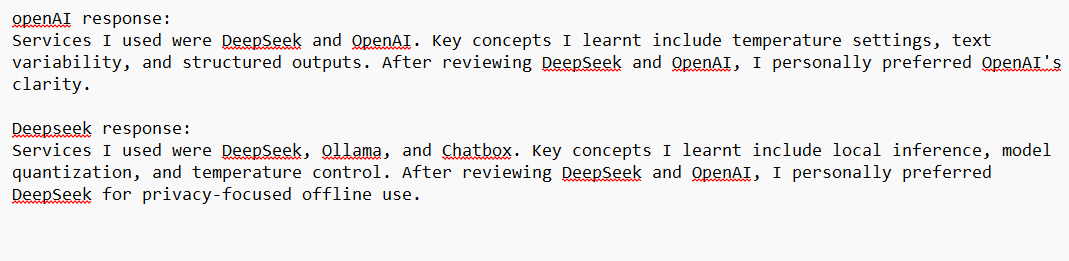 openAI response:
Services I used were DeepSeek and OpenAI. Key concepts I learnt include temperature settings, text
variability, and structured outputs. After reviewing DeepSeek and OpenAI, I personally preferred OpenAI's
clarity.
Deepseek response:
Services I used were DeepSeek, Ollama, and Chatbox. Key concepts I learnt include local inference, model
quantization, and temperature control. After reviewing DeepSeek and OpenAI, I personally preferred
DeepSeek for privacy-focused offline use.